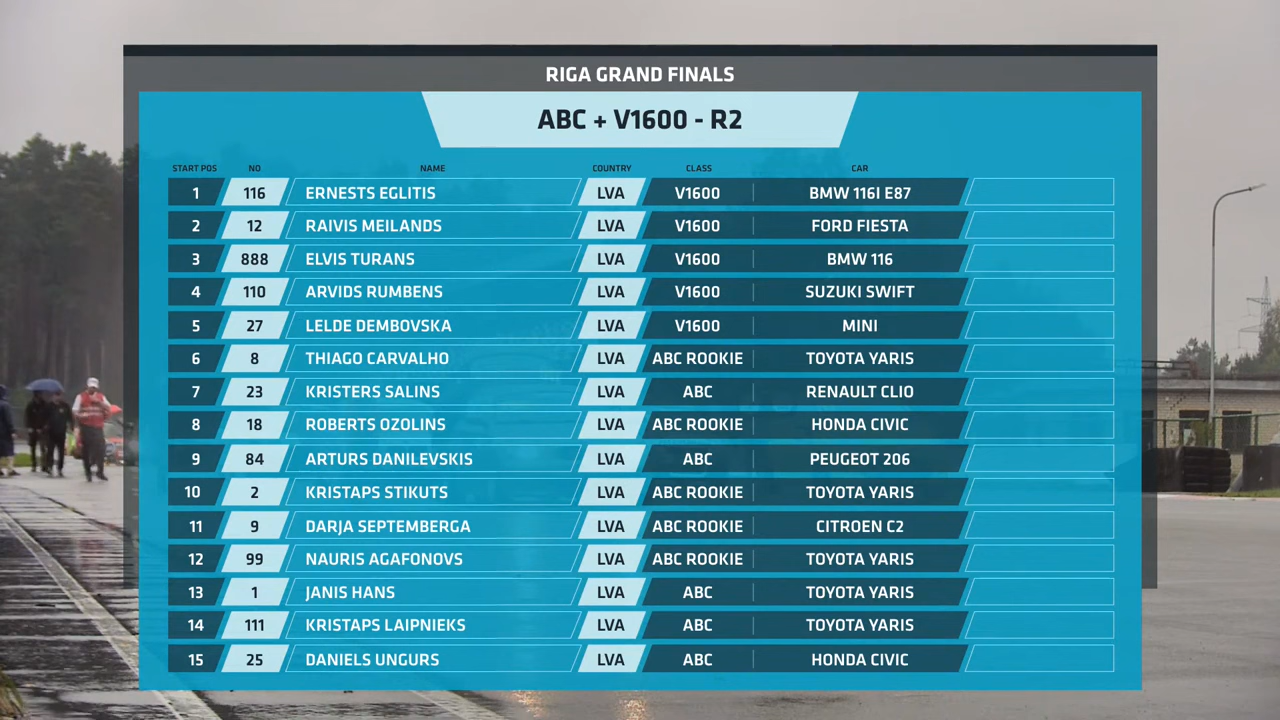 RIGA GRAND FINALS
ABC + V1600 - R2
START POS NO NAME COUNTRY CLASS CAR
1 116 ERNESTS EGLITIS LVA V1600 BMW 116I E87
2 12 RAIVIS MEILANDS LVA V1600 FORD FIESTA
3 888 ELVIS TURANS LVA V1600 BMW 116
4 110 ARVIDS RUMBENS LVA V1600 SUZUKI SWIFT
5 27 LELDE DEMBOVSKA LVA V1600 MINI
6 8 THIAGO CARVALHO LVA ABC ROOKIE TOYOTA YARIS
7 23 KRISTERS SALINS LVA ABC RENAULT CLIO
8 18 ROBERTS OZOLINS LVA ABC ROOKIE HONDA CIVIC
9 84 ARTURS DANILEVSKIS LVA ABC PEUGEOT 206
10 2 KRISTAPS STIKUTS LVA ABC ROOKIE TOYOTA YARIS
11 9 DARJA SEPTEMBERGA LVA ABC ROOKIE CITROEN C2
12 99 NAURIS AGAFONOVS LVA ABC ROOKIE TOYOTA YARIS
13 1 JANIS HANS LVA ABC TOYOTA YARIS
14 111 KRISTAPS LAIPNIEKS LVA ABC TOYOTA YARIS
15 25 DANIELS UNGURS LVA ABC HONDA CIVIC